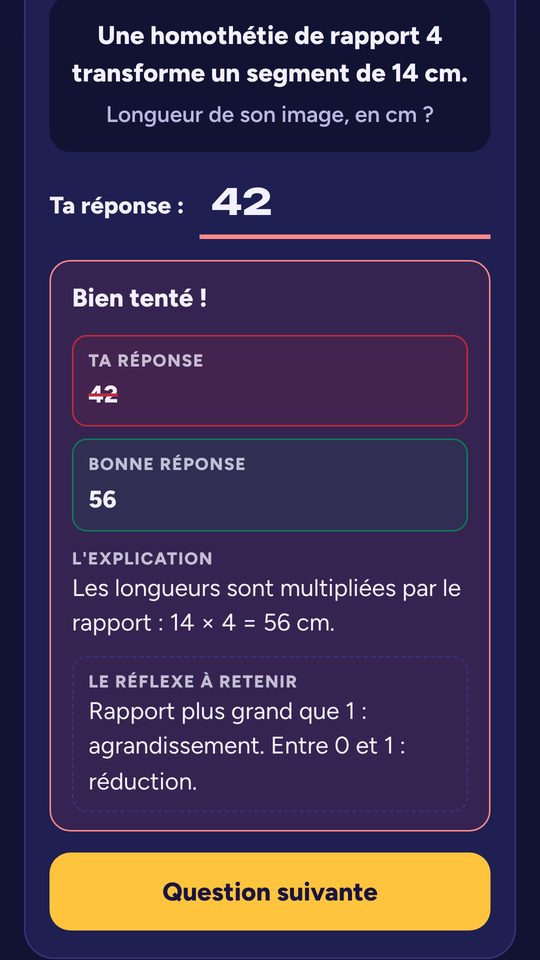 Une homothétie de rapport 4
transforme un segment de 14 cm.
Longueur de son image, en cm ?
Ta réponse : 42
Bien tenté !
TA RÉPONSE
42
BONNE RÉPONSE
56
L'EXPLICATION
Les longueurs sont multipliées par le
rapport : 14 × 4 = 56 cm.
LE RÉFLEXE À RETENIR
Rapport plus grand que 1 :
agrandissement. Entre 0 et 1 :
réduction.
Question suivante